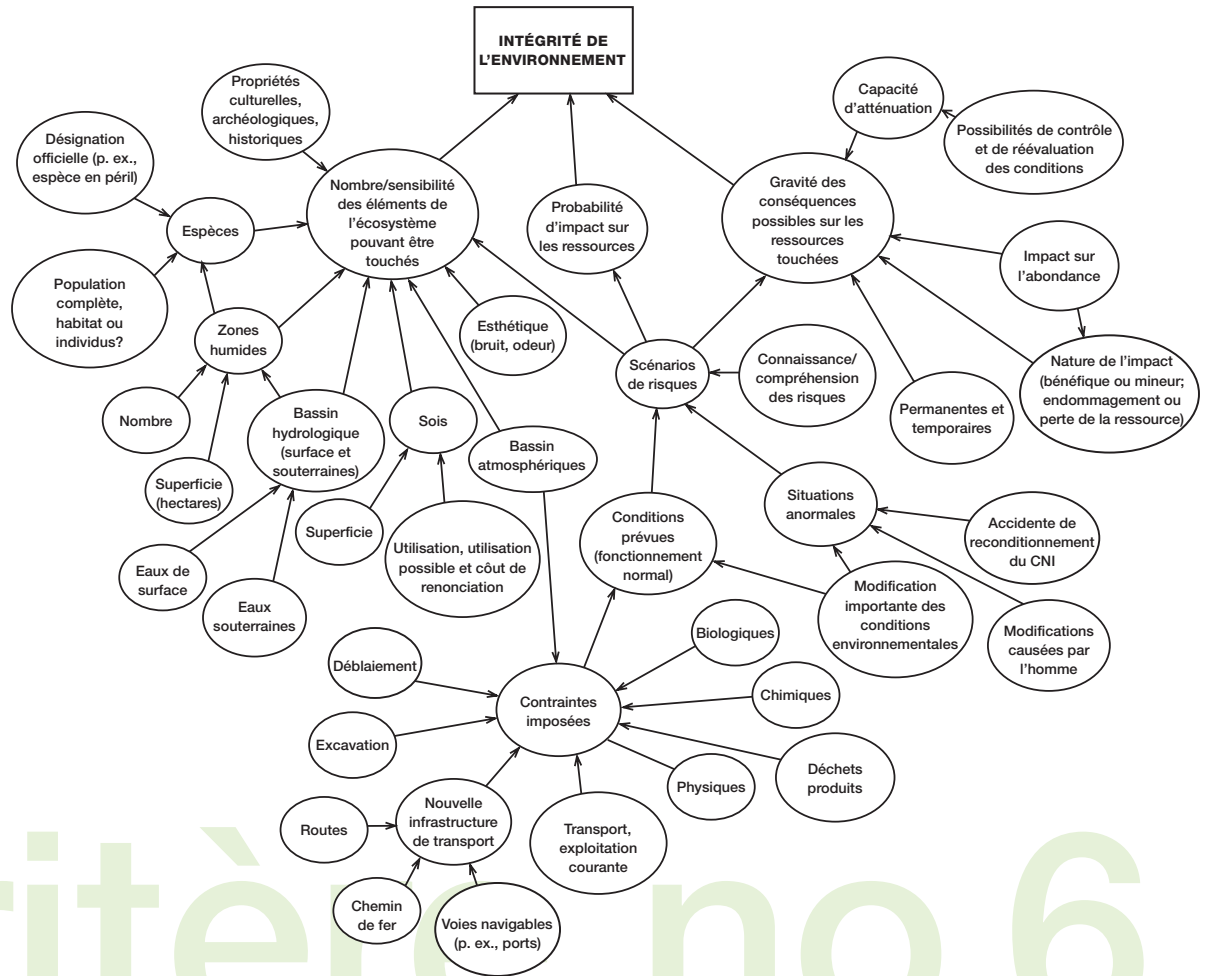 INTÉGRITÉ DE
L'ENVIRONNEMENT
Propriétés
culturelles,
archéologiques,
historiques
Capacité
d'atténuation
Possibilités de contrôle
et de réévaluation
des conditions
Désignation
officielle (p. ex.,
espèce en péril)
Nombre/sensibilité
des éléments de
l'écosystème
pouvant être
touchés
Probabilité
d'impact sur
les ressources
Gravité des
conséquences
possibles sur les
ressources
touchées
Espèces
Impact sur
l'abondance
Population
complète,
habitat ou
individus?
Zones
humides
Esthétique
(bruit, odeur)
Scénarios
de risques
Connaissance/
compréhension
des risques
Nature de l'impact
(bénéfique ou mineur;
endommagement ou
perte de la ressource)
Permanentes et
temporaires
Nombre
Bassin
hydrologique
(surface et
souterraines)
Sois
Bassin
atmosphériques
Superficie
(hectares)
Superficie
Utilisation, utilisation
possible et côut de
renonciation
Conditions
prévues
(fonctionnement
normal)
Situations
anormales
Accidente de
reconditionnement
du CNI
Eaux de
surface
Eaux
souterraines
Modification
importante des
conditions
environnementales
Modifications
causées par
l'homme
Biologiques
Déblaiement
Contraintes
imposées
Chimiques
Excavation
Physiques
Déchets
produits
Nouvelle
infrastructure
de transport
Routes
Transport,
exploitation
courante
Chemin
de fer
Voies navigables
(p. ex., ports)
ritère no 6